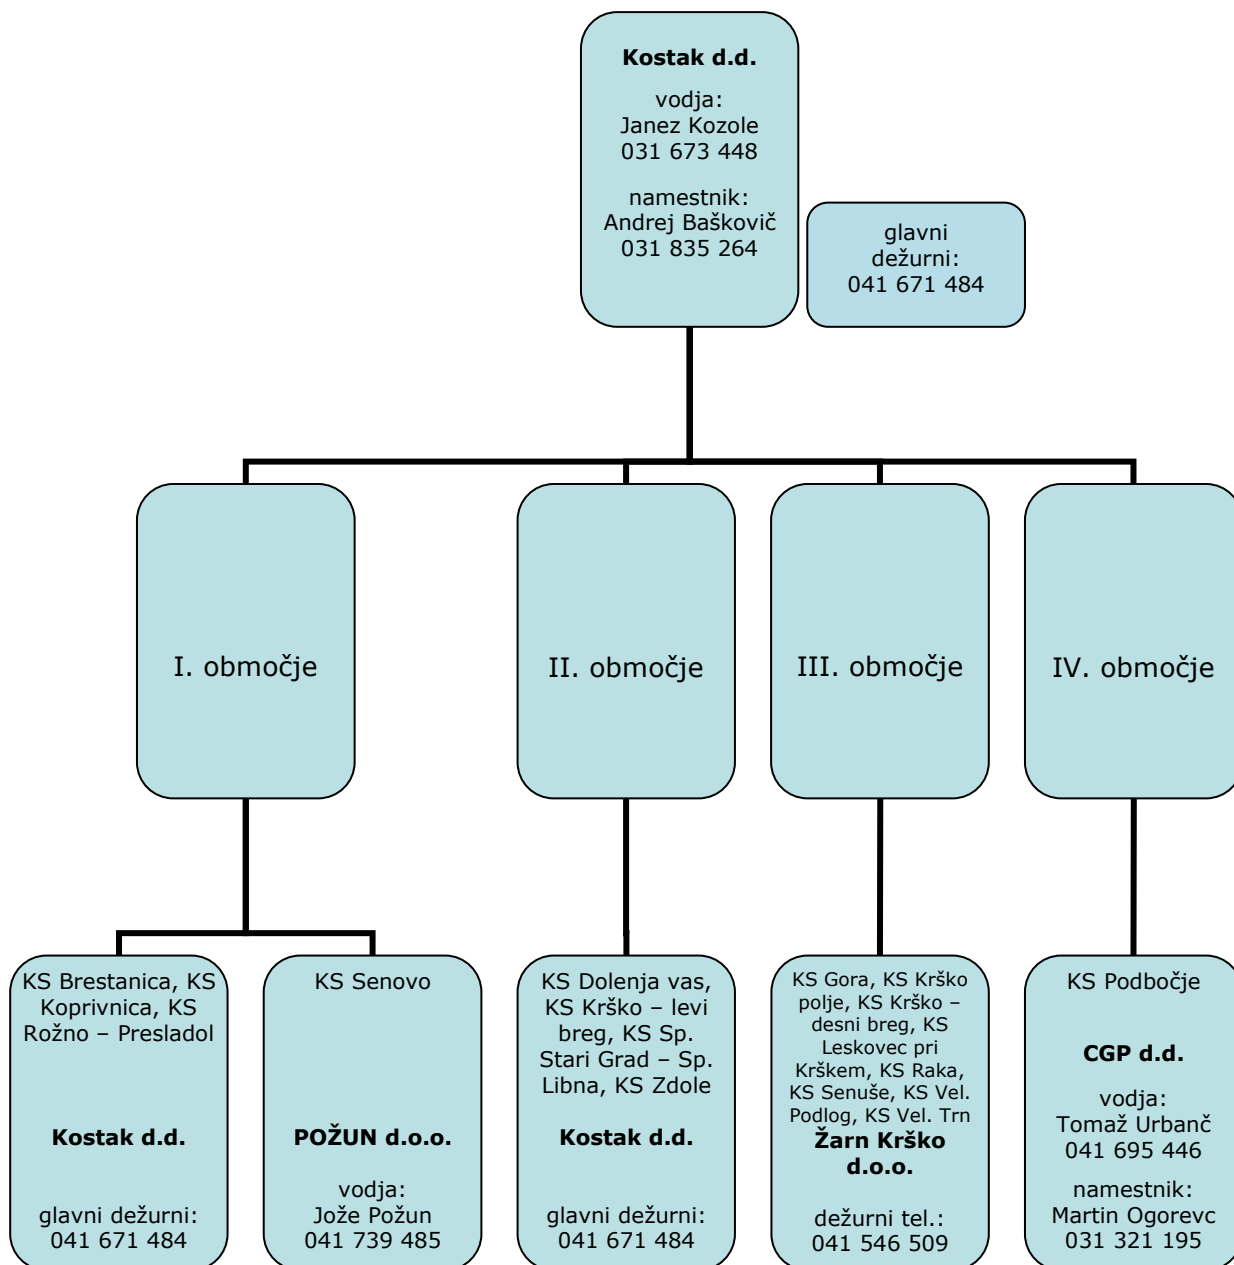 Kostak d.d.
vodja:
Janez Kozole
031 673 448
namestnik:
Andrej Baškovič
031 835 264
glavni
dežurni:
041 671 484
I. območje
II. območje
III. območje
IV. območje
KS Brestanica, KS
Koprivnica, KS
Rožno – Presladol
Kostak d.d.
glavni dežurni:
041 671 484
KS Senovo
POŽUN d.o.o.
vodja:
Jože Požun
041 739 485
KS Dolenja vas,
KS Krško – levi
breg, KS Sp.
Stari Grad – Sp.
Libna, KS Zdole
Kostak d.d.
glavni dežurni:
041 671 484
KS Gora, KS Krško
polje, KS Krško –
desni breg, KS
Leskovec pri
Krškem, KS Raka,
KS Senuše, KS Vel.
Podlog, KS Vel. Trn
Žarn Krško
d.o.o.
dežurni tel.:
041 546 509
KS Podbočje
CGP d.d.
vodja:
Tomaž Urbanč
041 695 446
namestnik:
Martin Ogorevc
031 321 195